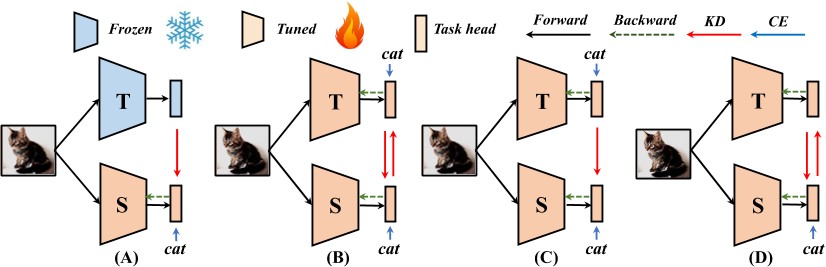 Frozen Tuned Task head Forward Backward KD CE
cat cat
T T T T
S S S S
cat cat cat cat
(A) (B) (C) (D)